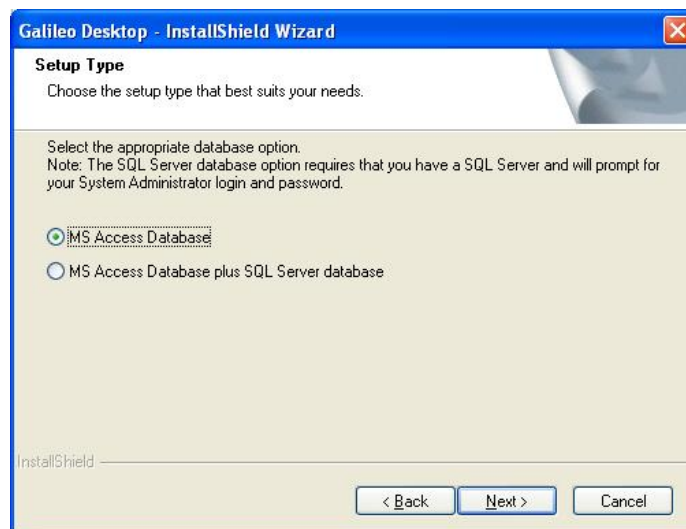 Galileo Desktop - InstallShield Wizard
Setup Type
Choose the setup type that best suits your needs.
Select the appropriate database option.
Note: The SQL Server database option requires that you have a SQL Server and will prompt for
your System Administrator login and password.
MS Access Database
MS Access Database plus SQL Server database
InstallShield
< Back
Next >
Cancel